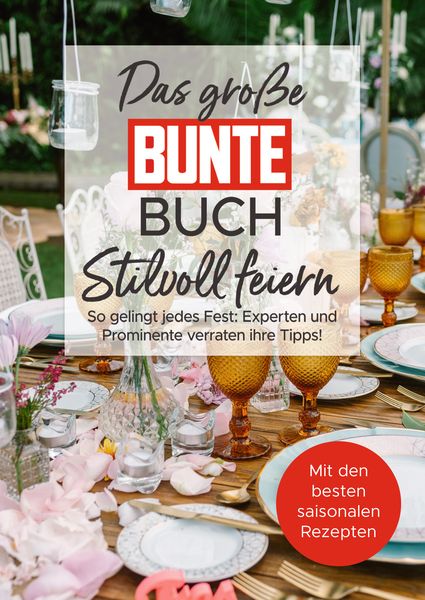 Das große
BUNTE
BUCH
Stilvoll feiern
So gelingt jedes Fest: Experten und
Prominente verraten ihre Tipps!
Mit den
besten
saisonalen
Rezepten